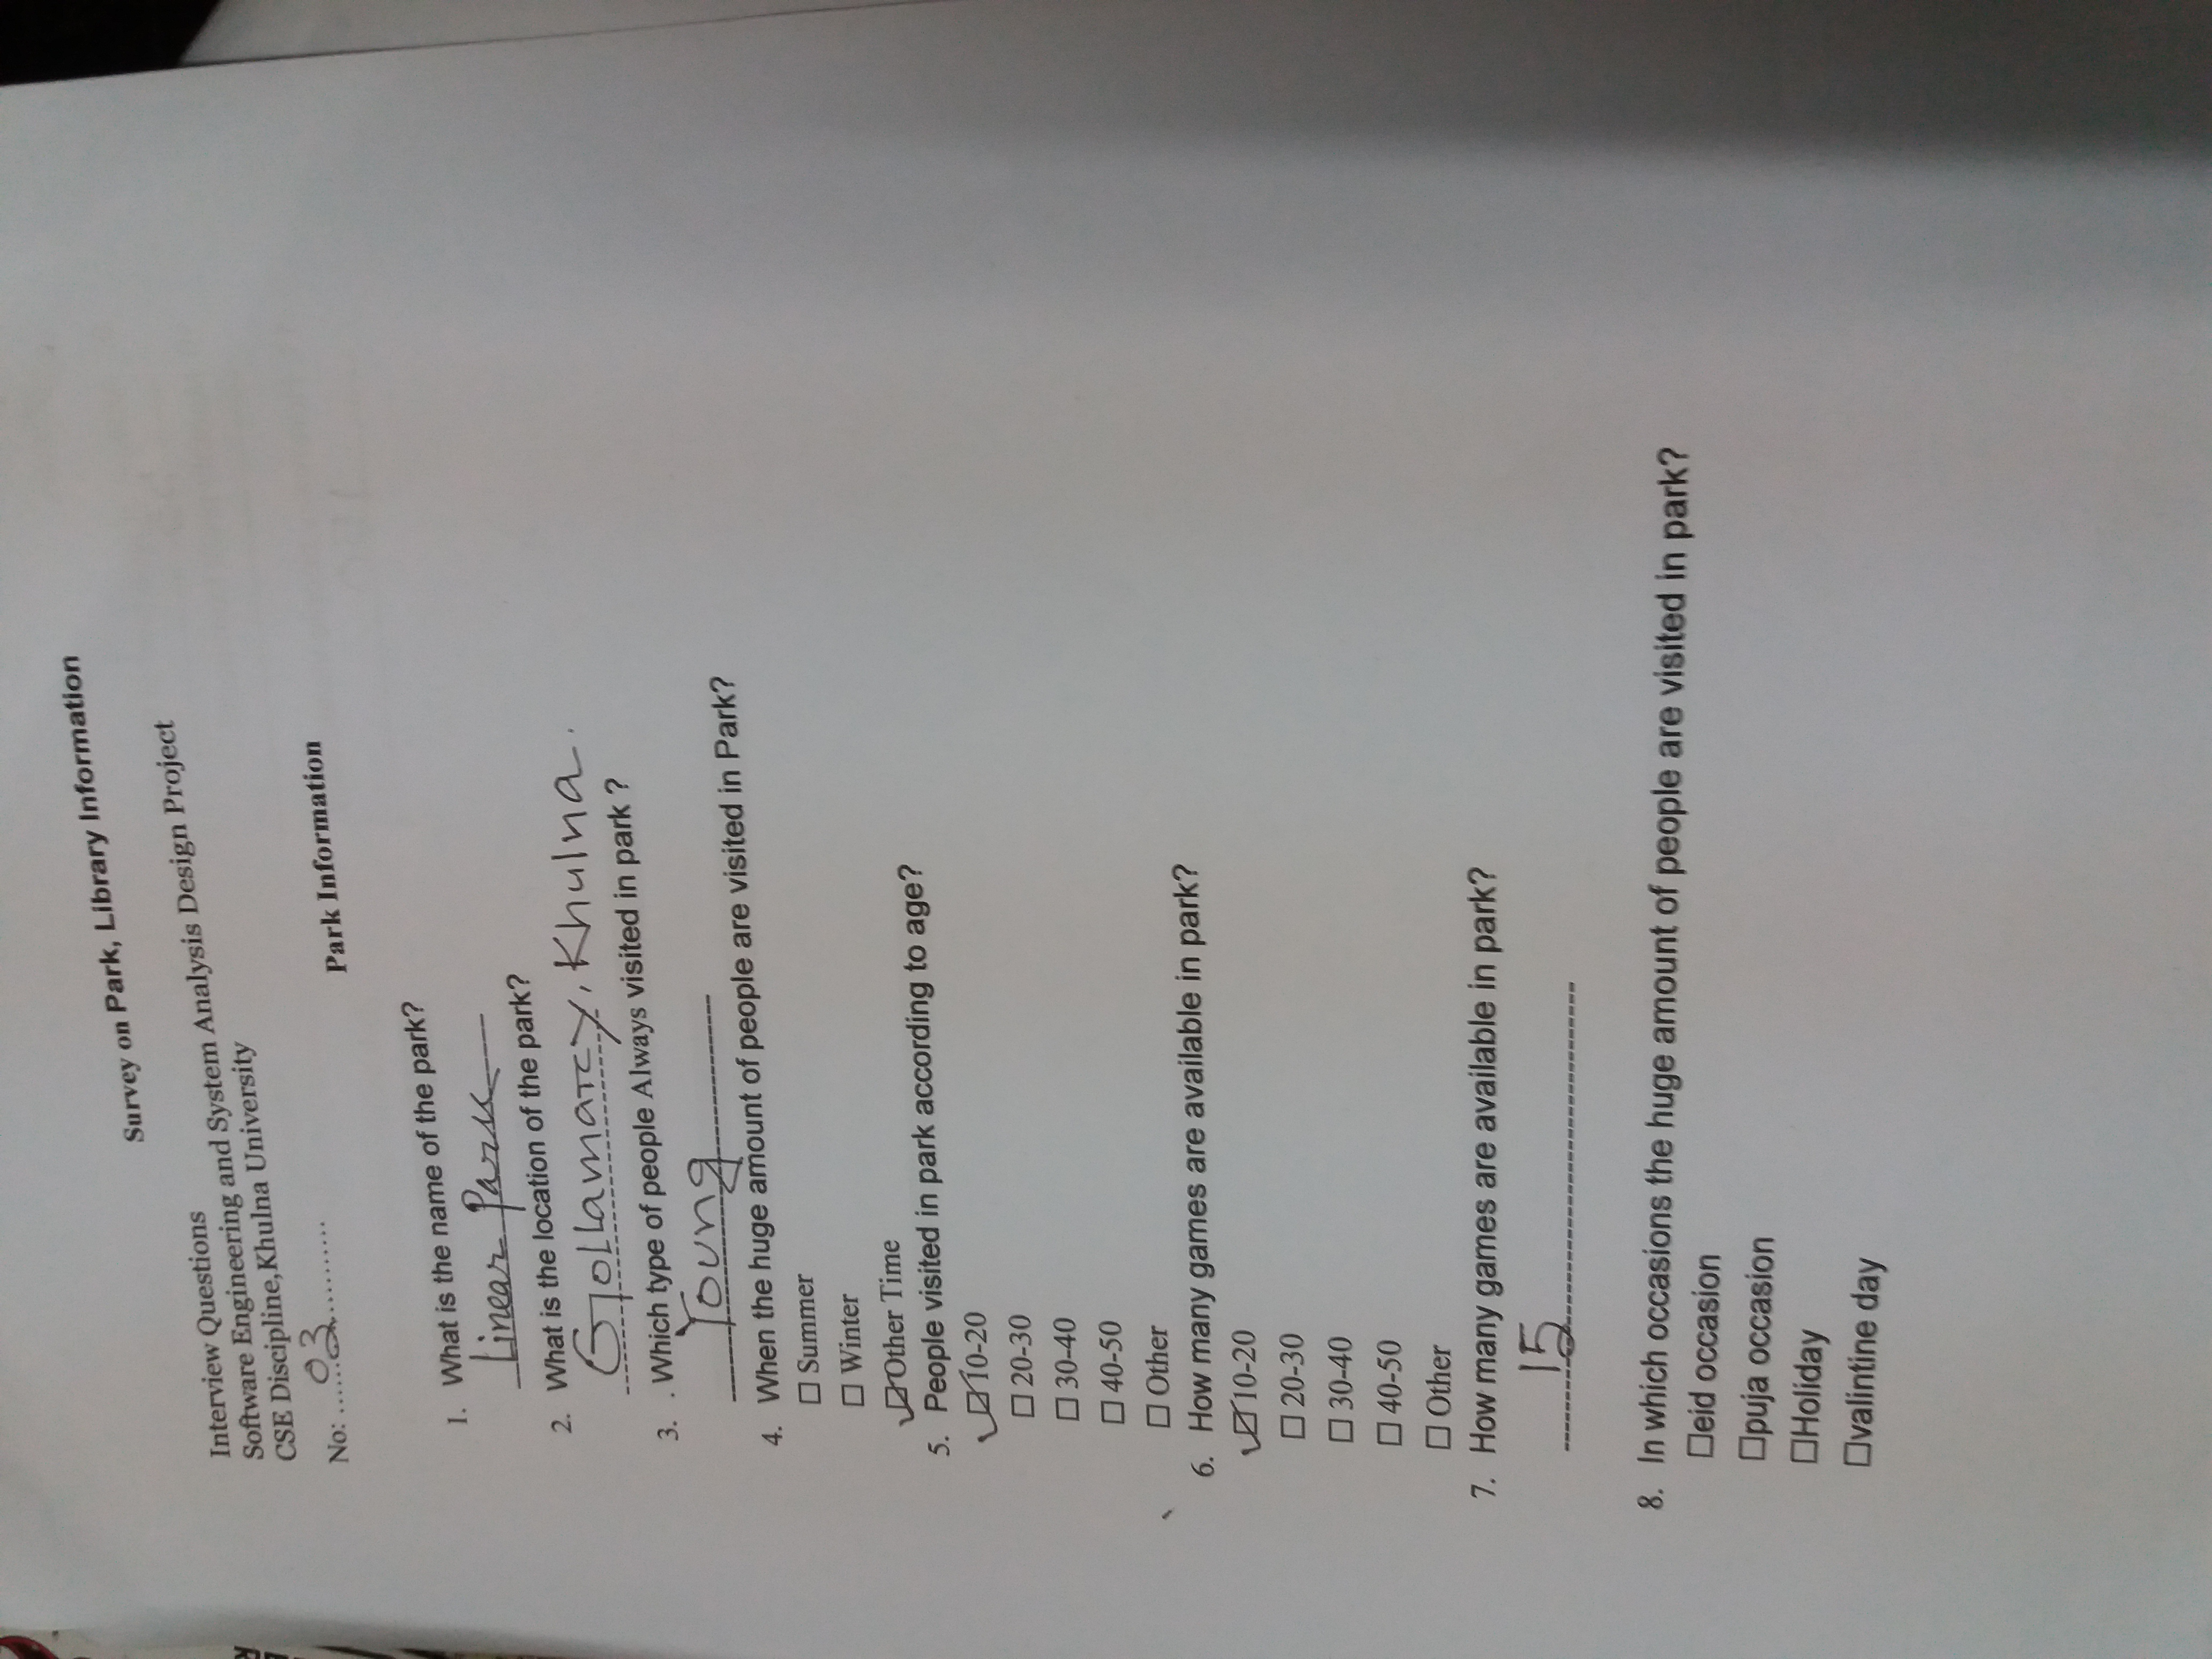 Survey on Park, Library Information
Interview Questions
Software Engineering and System Analysis Design Project
CSE Discipline,Khulna University
No: ......03............
Park Information
1. What is the name of the park?
Linear Park
2. What is the location of the park?
Gollamary, Khulna.
3. . Which type of people Always visited in park ?
Young
4. When the huge amount of people are visited in Park?
☐ Summer
☐ Winter
☑ Other Time
5. People visited in park according to age?
☑ 10-20
☐ 20-30
☐ 30-40
☐ 40-50
☐ Other
6. How many games are available in park?
☑ 10-20
☐ 20-30
☐ 30-40
☐ 40-50
☐ Other
7. How many games are available in park?
15
8. In which occasions the huge amount of people are visited in park?
☐eid occasion
☐puja occasion
☐Holiday
☐valintine day